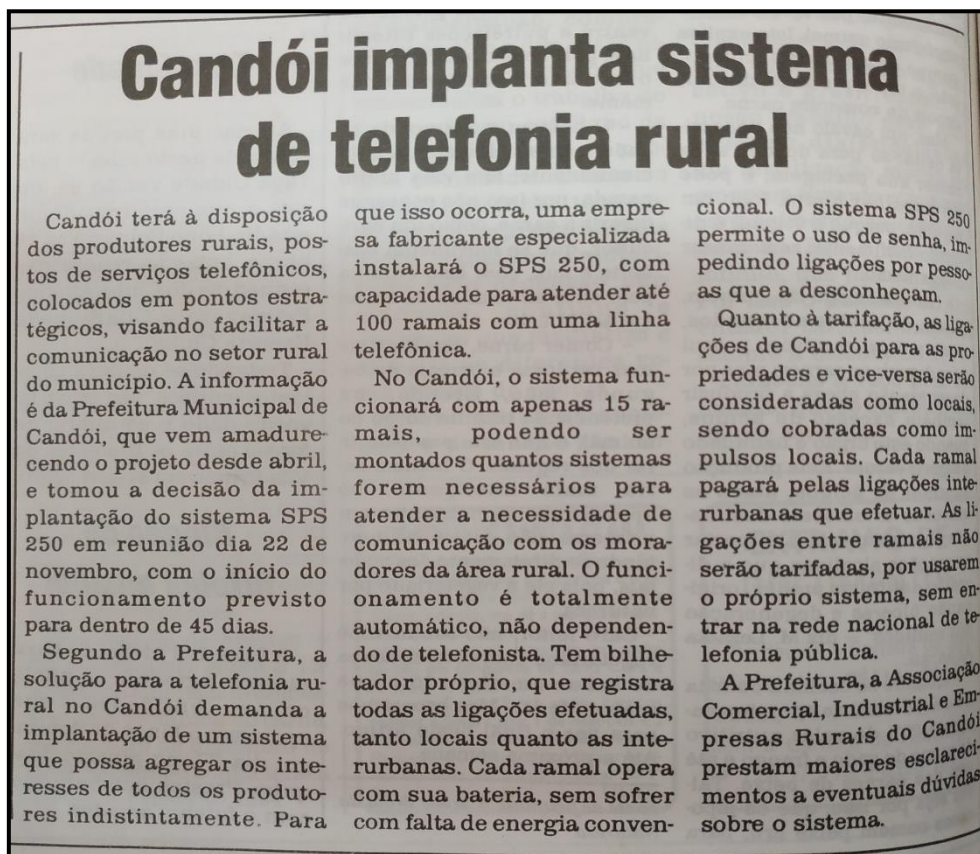 Candói implanta sistema
de telefonia rural
Candói terá à disposição
dos produtores rurais, pos-
tos de serviços telefônicos,
colocados em pontos estra-
tégicos, visando facilitar a
comunicação no setor rural
do município. A informação
é da Prefeitura Municipal de
Candói, que vem amadure-
cendo o projeto desde abril,
e tomou a decisão da im-
plantação do sistema SPS
250 em reunião dia 22 de
novembro, com o início do
funcionamento previsto
para dentro de 45 dias.
Segundo a Prefeitura, a
solução para a telefonia ru-
ral no Candói demanda a
implantação de um sistema
que possa agregar os inte-
resses de todos os produto-
res indistintamente. Para
que isso ocorra, uma empre-
sa fabricante especializada
instalará o SPS 250, com
capacidade para atender até
100 ramais com uma linha
telefônica.
No Candói, o sistema fun-
cionará com apenas 15 ra-
mais, podendo ser
montados quantos sistemas
forem necessários para
atender a necessidade de
comunicação com os mora-
dores da área rural. O funci-
onamento é totalmente
automático, não dependen-
do de telefonista. Tem bilhe-
tador próprio, que registra
todas as ligações efetuadas,
tanto locais quanto as inte-
rurbanas. Cada ramal opera
com sua bateria, sem sofrer
com falta de energia conven-
cional. O sistema SPS 250
permite o uso de senha, im-
pedindo ligações por pesso-
as que a desconheçam.
Quanto à tarifação, as liga-
ções de Candói para as pro-
priedades e vice-versa serão
consideradas como locais,
sendo cobradas como im-
pulsos locais. Cada ramal
pagará pelas ligações inte-
rurbanas que efetuar. As li-
gações entre ramais não
serão tarifadas, por usarem
o próprio sistema, sem en-
trar na rede nacional de te-
lefonia pública.
A Prefeitura, a Associação
Comercial, Industrial e Em-
presas Rurais do Candói
prestam maiores esclareci-
mentos a eventuais dúvidas
sobre o sistema.